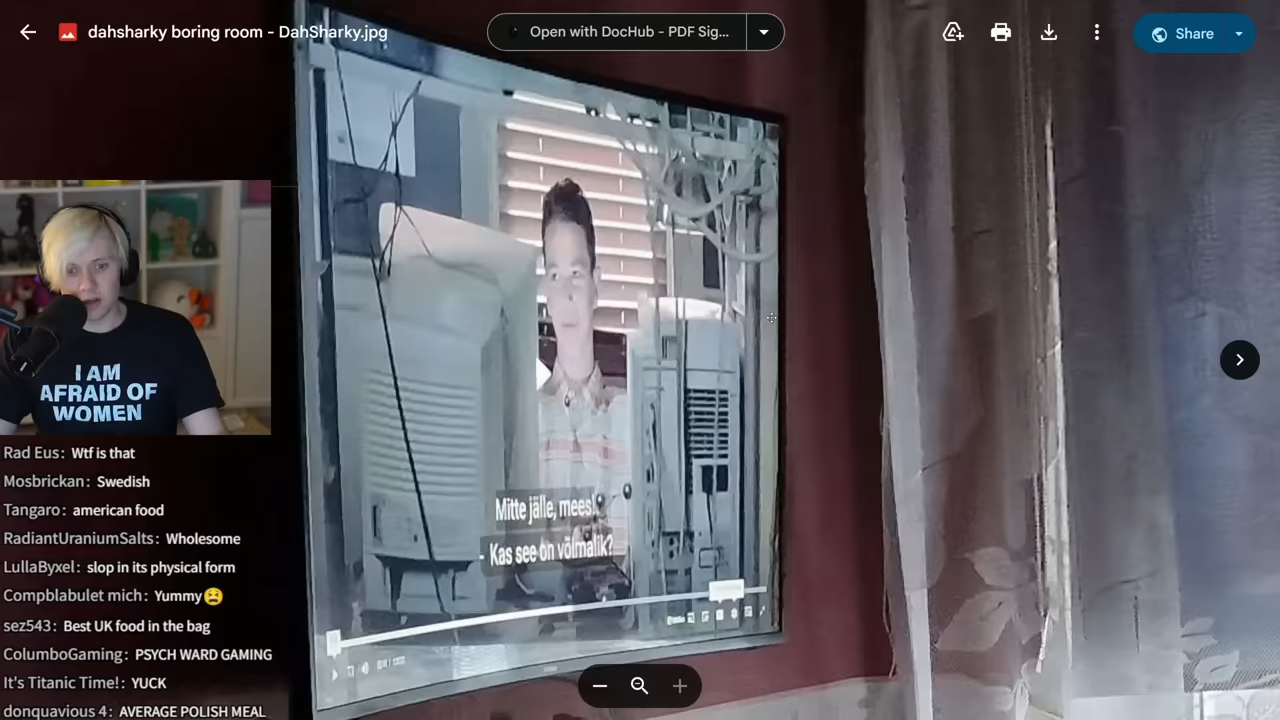 dahsharky boring room - DahSharky.jpg
Open with DocHub - PDF Sig...
Share
I AM
AFRAID OF
WOMEN
Mitte jälle, mees!
- Kas see on võimalik?
Rad Eus: Wtf is that
Mosbrickan: Swedish
Tangaro: american food
RadiantUraniumSalts: Wholesome
LullaByxel: slop in its physical form
Compblabulet mich: Yummy😫
sez543: Best UK food in the bag
ColumboGaming: PSYCH WARD GAMING
It's Titanic Time!: YUCK
donquavious 4: AVERAGE POLISH MEAL